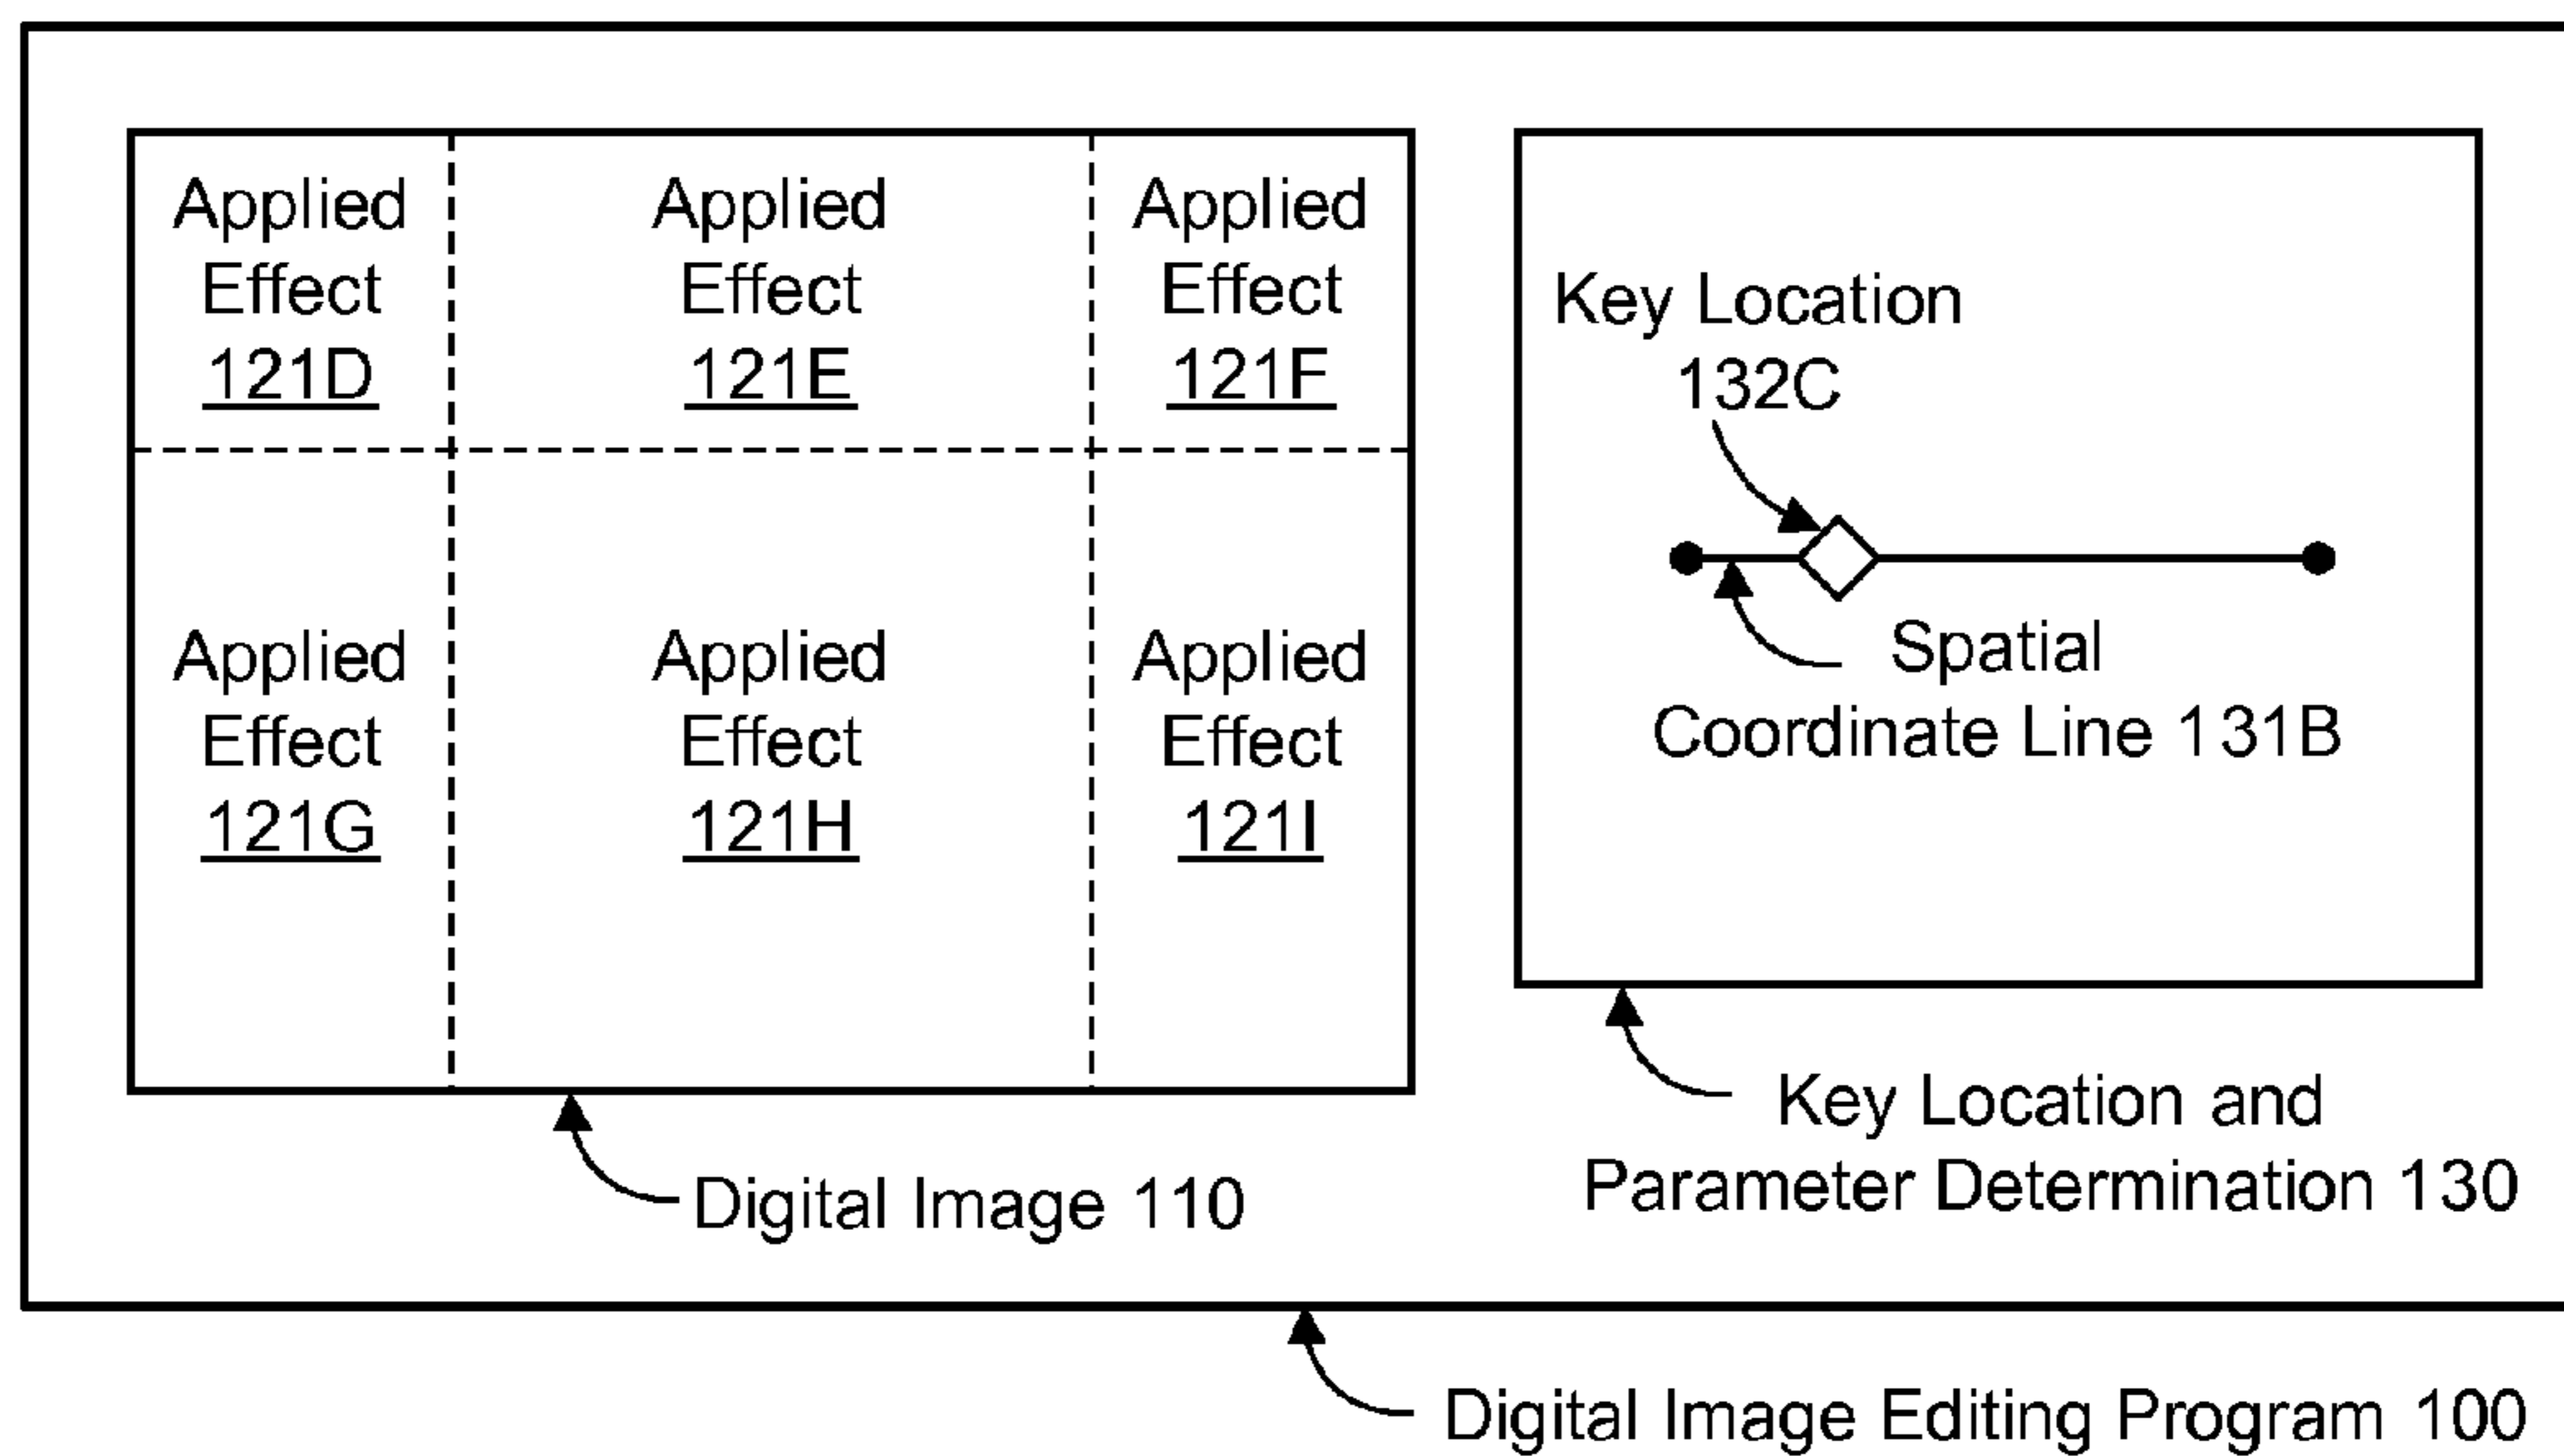 Applied
Effect
121D
Applied
Effect
121E
Applied
Effect
121F
Applied
Effect
121G
Applied
Effect
121H
Applied
Effect
121I
Digital Image 110
Key Location
132C
Spatial
Coordinate Line 131B
Key Location and
Parameter Determination 130
Digital Image Editing Program 100